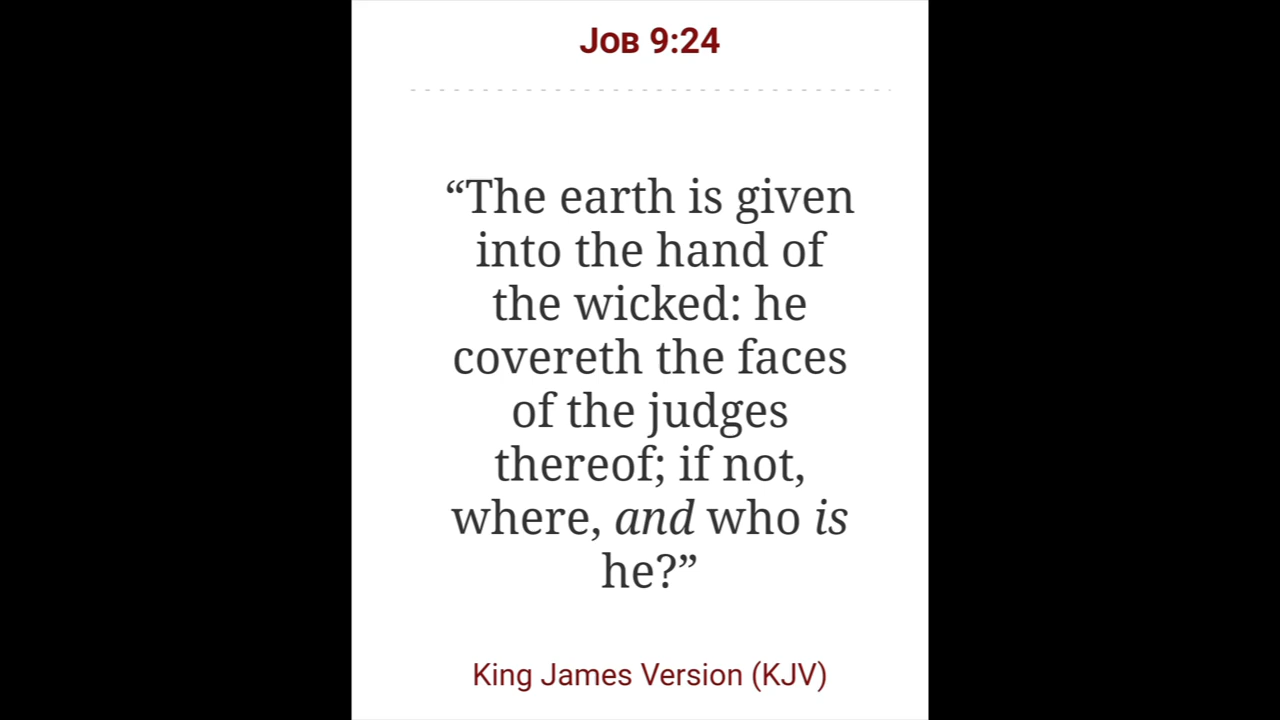 Job 9:24
“The earth is given
into the hand of
the wicked: he
covereth the faces
of the judges
thereof; if not,
where, and who is
he?”
King James Version (KJV)